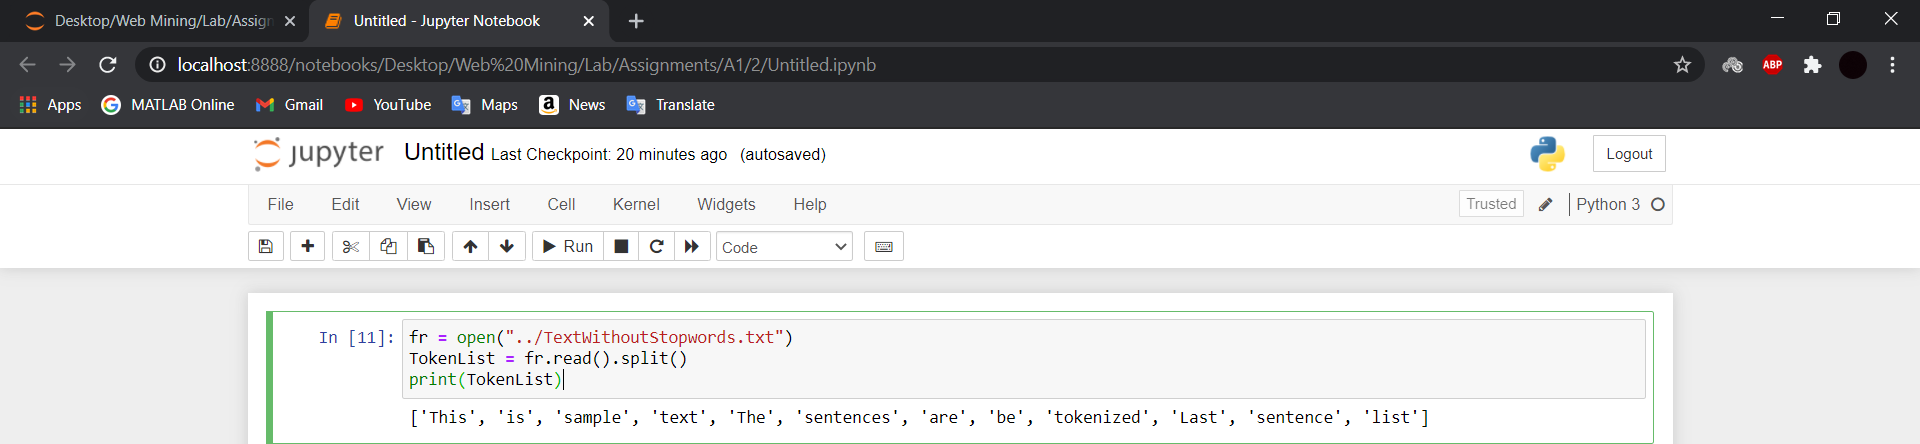 Desktop/Web Mining/Lab/Assign
Untitled - Jupyter Notebook
localhost:8888/notebooks/Desktop/Web%20Mining/Lab/Assignments/A1/2/Untitled.ipynb
ABP
Apps MATLAB Online Gmail YouTube Maps News Translate
jupyter Untitled Last Checkpoint: 20 minutes ago (autosaved)
Logout
File Edit View Insert Cell Kernel Widgets Help
Trusted Python 3
Run Code
In [11]: fr = open("../TextWithoutStopwords.txt")
TokenList = fr.read().split()
print(TokenList)
['This', 'is', 'sample', 'text', 'The', 'sentences', 'are', 'be', 'tokenized', 'Last', 'sentence', 'list']